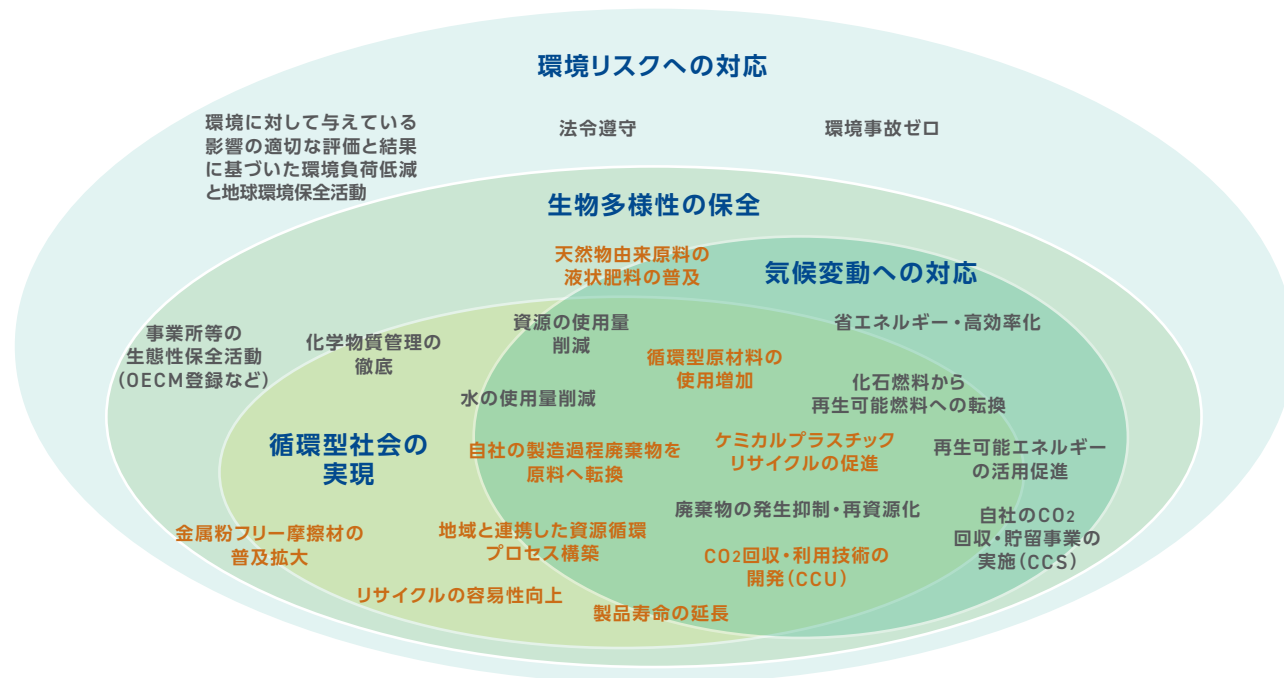 環境リスクへの対応
環境に対して与えている
影響の適切な評価と結果
に基づいた環境負荷低減
と地球環境保全活動
法令遵守
環境事故ゼロ
生物多様性の保全
天然物由来原料の
液状肥料の普及
気候変動への対応
事業所等の
生態性保全活動
(OECM登録など)
化学物質管理の
徹底
資源の使用量
削減
省エネルギー・高効率化
循環型原材料の
使用増加
水の使用量削減
化石燃料から
再生可能燃料への転換
循環型社会の
実現
自社の製造過程廃棄物を
原料へ転換
ケミカルプラスチック
リサイクルの促進
再生可能エネルギー
の活用促進
金属粉フリー摩擦材の
普及拡大
地域と連携した資源循環
プロセス構築
廃棄物の発生抑制・再資源化
自社のCO2
回収・貯留事業の
実施(CCS)
CO2回収・利用技術の
開発(CCU)
リサイクルの容易性向上
製品寿命の延長